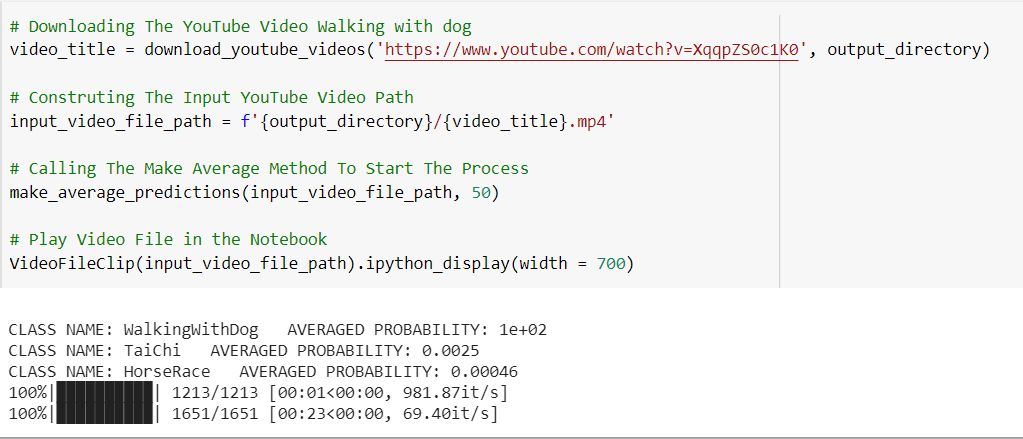 # Downloading The YouTube Video Walking with dog
video_title = download_youtube_videos('https://www.youtube.com/watch?v=XqqpZS0c1K0', output_directory)
# Construting The Input YouTube Video Path
input_video_file_path = f'{output_directory}/{video_title}.mp4'
# Calling The Make Average Method To Start The Process
make_average_predictions(input_video_file_path, 50)
# Play Video File in the Notebook
VideoFileClip(input_video_file_path).ipython_display(width = 700)
CLASS NAME: WalkingWithDog   AVERAGED PROBABILITY: 1e+02
CLASS NAME: TaiChi   AVERAGED PROBABILITY: 0.0025
CLASS NAME: HorseRace   AVERAGED PROBABILITY: 0.00046
100%|██████████| 1213/1213 [00:01<00:00, 981.87it/s]
100%|██████████| 1651/1651 [00:23<00:00, 69.40it/s]